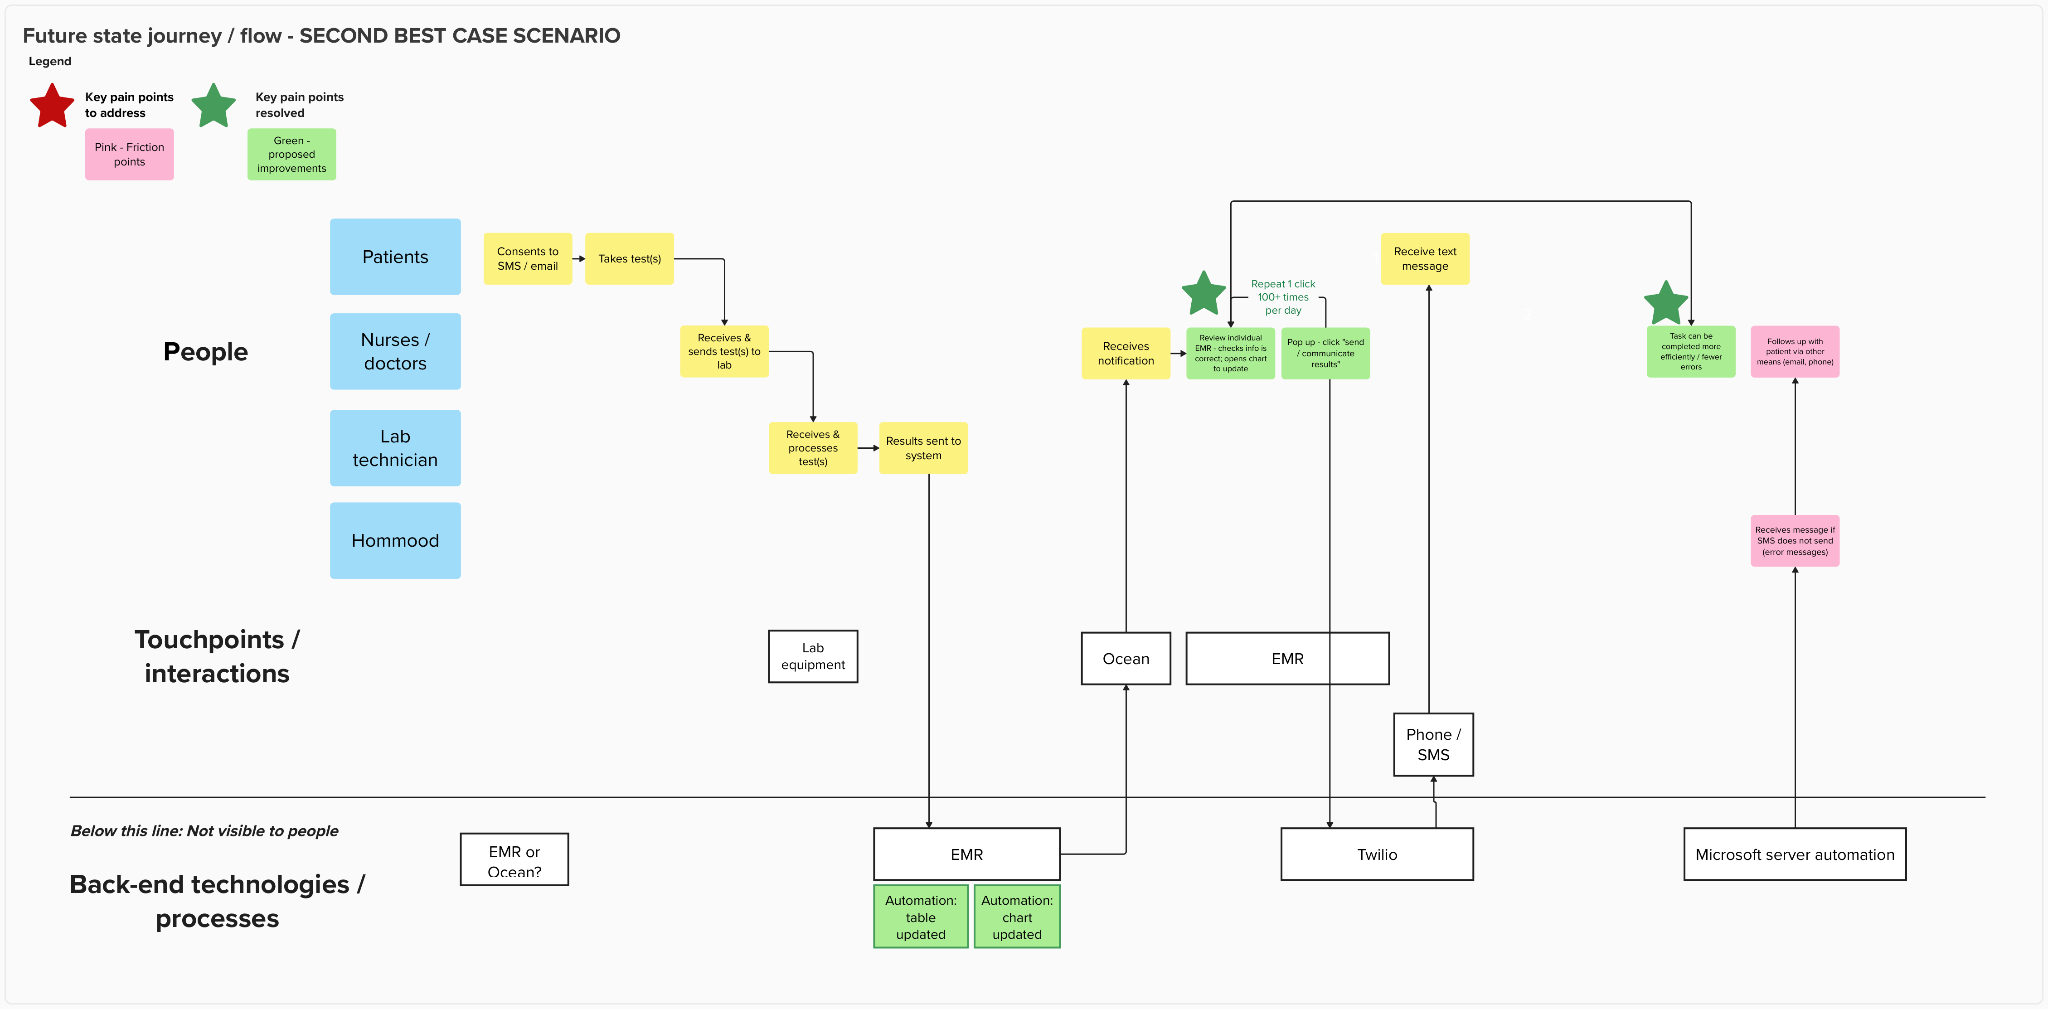 Future state journey / flow - SECOND BEST CASE SCENARIO
Legend
Key pain points
to address
Key pain points
resolved
Pink - Friction
points
Green -
proposed
improvements
People
Patients
Consents to
SMS / email
Takes test(s)
Receive text
message
Repeat 1 click
100+ times
per day
Nurses /
doctors
Receives &
sends test(s) to
lab
Receives
notification
Review individual
EMR - checks info is
correct; opens chart
to update
Pop up - click "send
/ communicate
results"
Task can be
completed more
efficiently / fewer
errors
Follows up with
patient via other
means (email, phone)
Lab
technician
Receives &
processes
test(s)
Results sent to
system
Hommood
Receives message if
SMS does not send
(error messages)
Touchpoints /
interactions
Lab
equipment
Ocean
EMR
Phone /
SMS
Below this line: Not visible to people
Back-end technologies /
processes
EMR or
Ocean?
EMR
Automation:
table
updated
Automation:
chart
updated
Twilio
Microsoft server automation